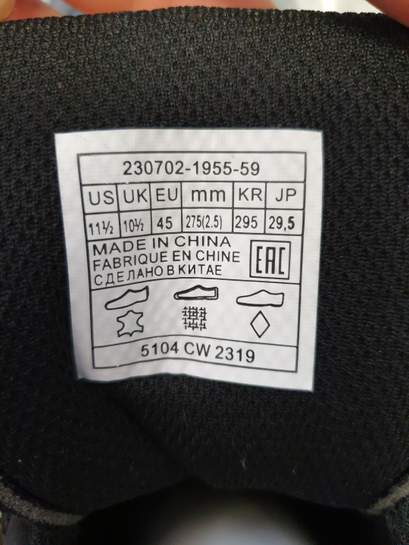 230702-1955-59
US UK EU mm KR JP
11½ 10½ 45 275(2.5) 295 29,5
MADE IN CHINA
FABRIQUE EN CHINE
СДЕЛАНО В КИТАЕ
EAC
5104 CW 2319